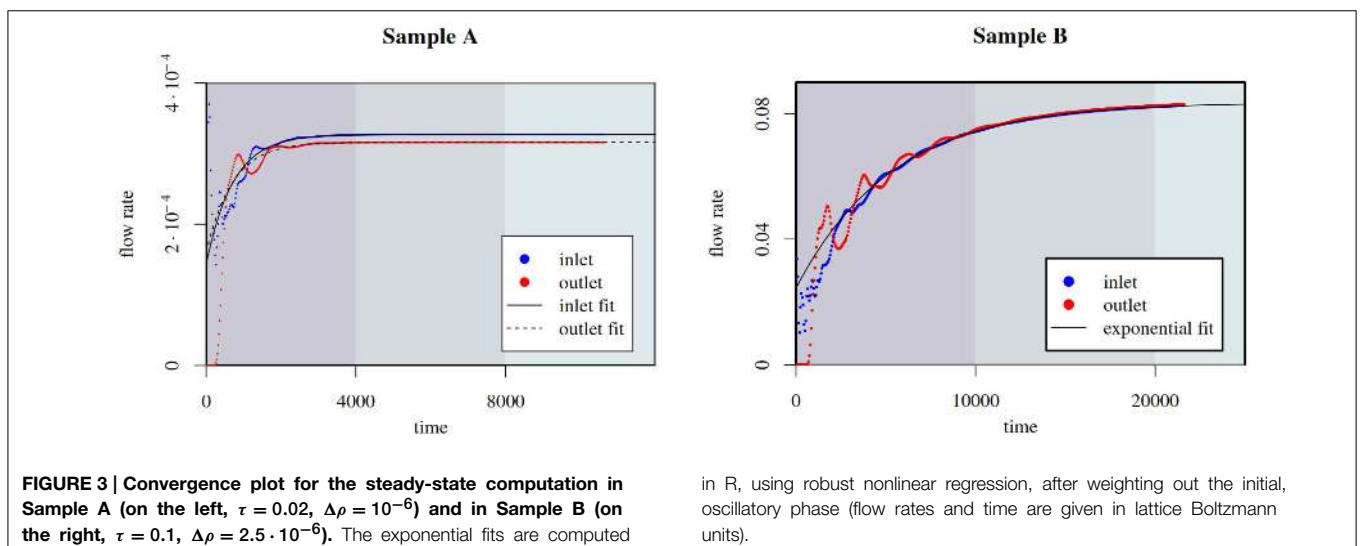 Sample A
4 · 10⁻⁴
2 · 10⁻⁴
0
flow rate
0 4000 8000
time
inlet
outlet
inlet fit
outlet fit
Sample B
0.08
0.04
0
flow rate
0 10000 20000
time
inlet
outlet
exponential fit
FIGURE 3 | Convergence plot for the steady-state computation in
Sample A (on the left, τ = 0.02, Δρ = 10⁻⁶) and in Sample B (on
the right, τ = 0.1, Δρ = 2.5 · 10⁻⁶). The exponential fits are computed
in R, using robust nonlinear regression, after weighting out the initial,
oscillatory phase (flow rates and time are given in lattice Boltzmann
units).